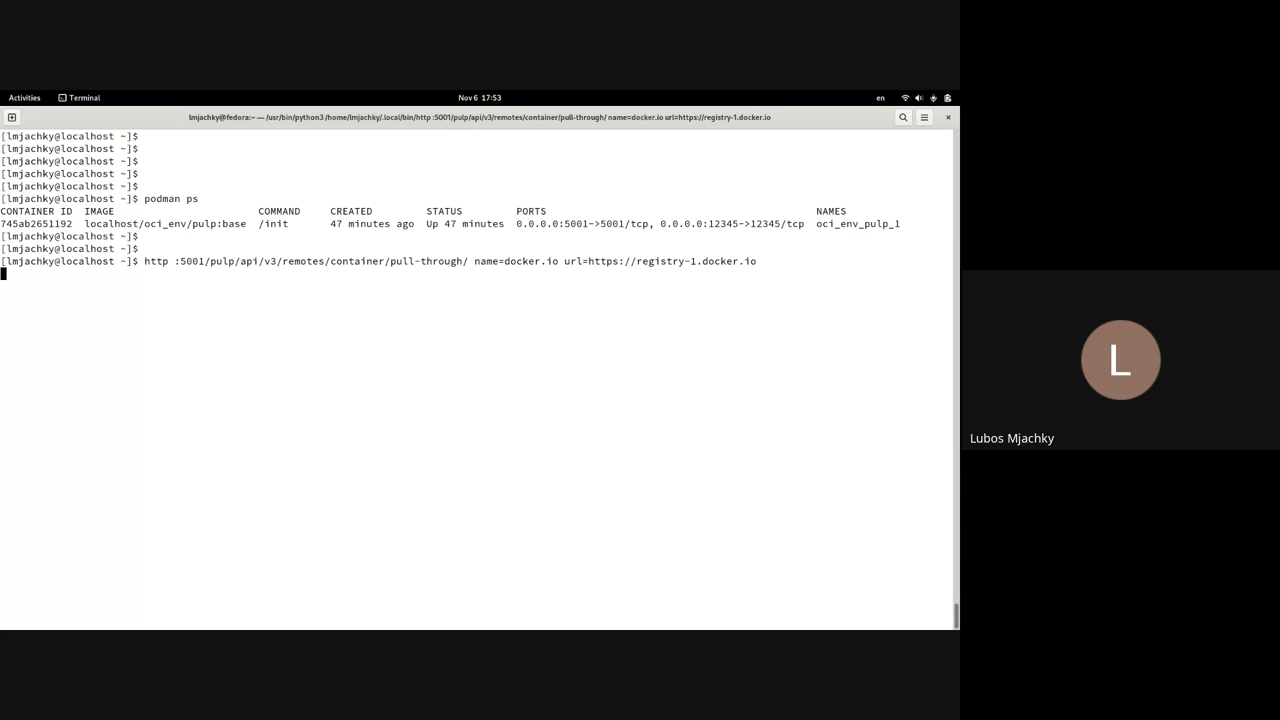 Activities Terminal Nov 6 17:53 en
lmjachky@fedora:~ — /usr/bin/python3 /home/lmjachky/.local/bin/http :5001/pulp/api/v3/remotes/container/pull-through/ name=docker.io url=https://registry-1.docker.io
[lmjachky@localhost ~]$
[lmjachky@localhost ~]$
[lmjachky@localhost ~]$
[lmjachky@localhost ~]$
[lmjachky@localhost ~]$
[lmjachky@localhost ~]$ podman ps
CONTAINER ID  IMAGE                        COMMAND     CREATED         STATUS         PORTS                                             NAMES
745ab2651192  localhost/oci_env/pulp:base  /init       47 minutes ago  Up 47 minutes  0.0.0.0:5001->5001/tcp, 0.0.0.0:12345->12345/tcp  oci_env_pulp_1
[lmjachky@localhost ~]$
[lmjachky@localhost ~]$
[lmjachky@localhost ~]$ http :5001/pulp/api/v3/remotes/container/pull-through/ name=docker.io url=https://registry-1.docker.io
L
Lubos Mjachky